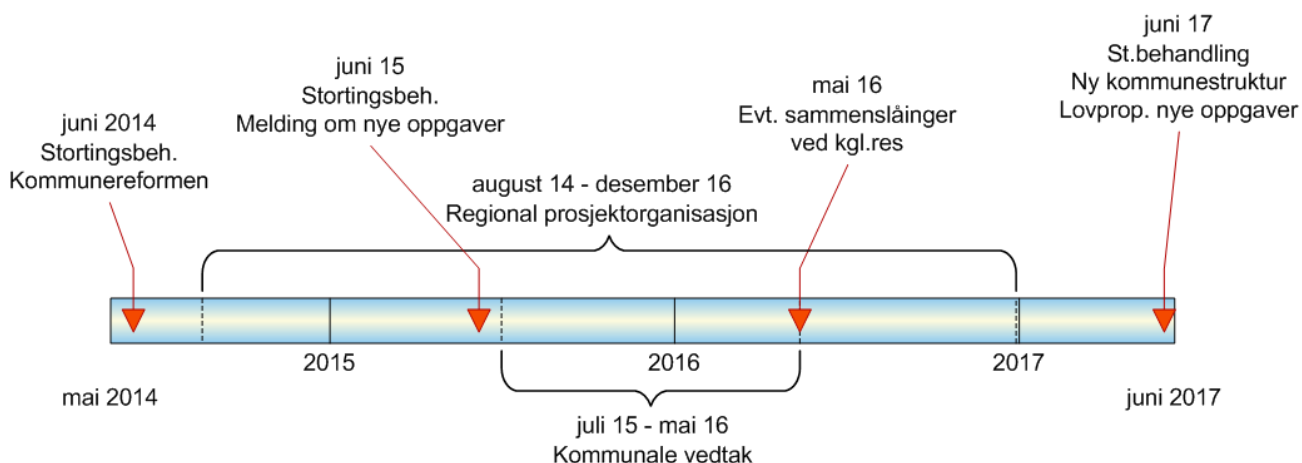 juni 2014
Stortingsbeh.
Kommunereformen
juni 15
Stortingsbeh.
Melding om nye oppgaver
august 14 - desember 16
Regional prosjektorganisasjon
mai 16
Evt. sammenslåinger
ved kgl.res
juni 17
St.behandling
Ny kommunestruktur
Lovprop. nye oppgaver
2015
2016
2017
mai 2014
juni 2017
juli 15 - mai 16
Kommunale vedtak